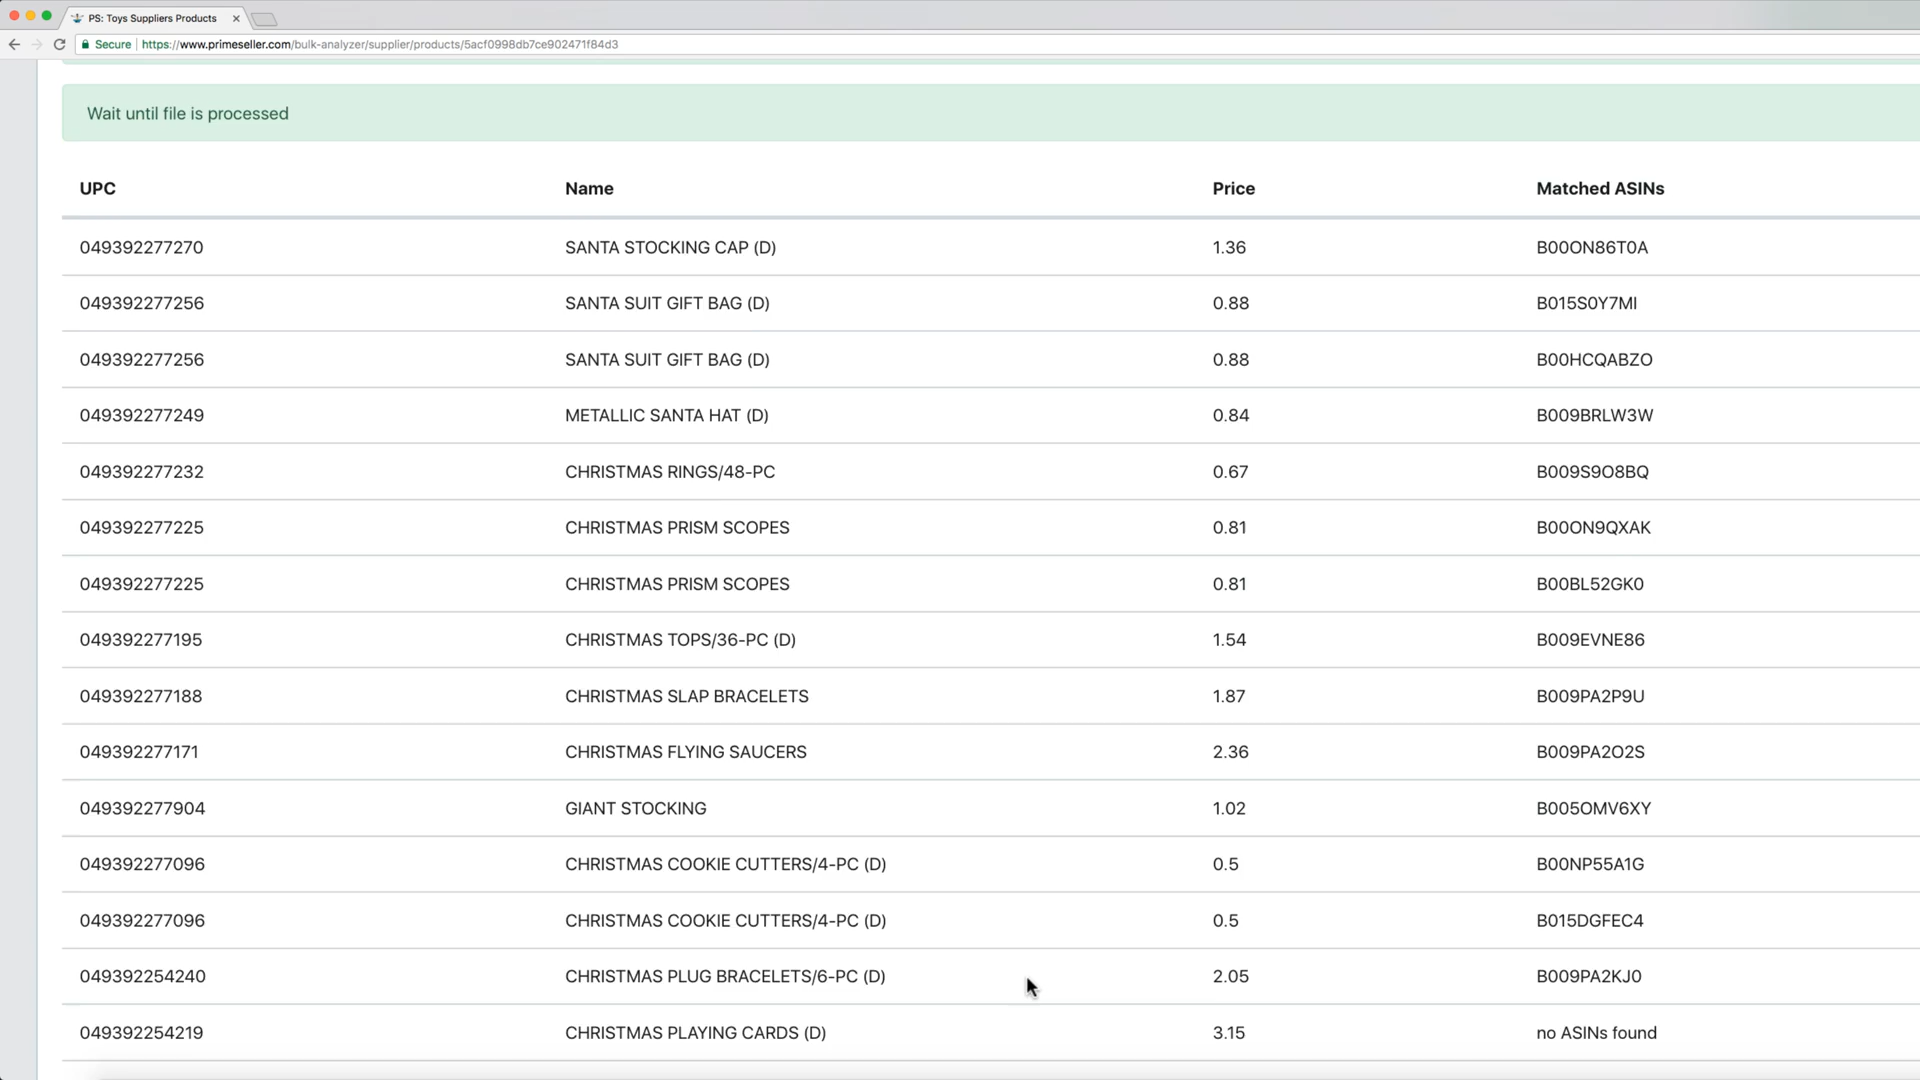 PS: Toys Suppliers Products
Secure https://www.primeseller.com/bulk-analyzer/supplier/products/5acf0998db7ce902471f84d3
Wait until file is processed
UPC Name Price Matched ASINs
049392277270 SANTA STOCKING CAP (D) 1.36 B00ON86T0A
049392277256 SANTA SUIT GIFT BAG (D) 0.88 B015S0Y7MI
049392277256 SANTA SUIT GIFT BAG (D) 0.88 B00HCQABZO
049392277249 METALLIC SANTA HAT (D) 0.84 B009BRLW3W
049392277232 CHRISTMAS RINGS/48-PC 0.67 B009S9O8BQ
049392277225 CHRISTMAS PRISM SCOPES 0.81 B00ON9QXAK
049392277225 CHRISTMAS PRISM SCOPES 0.81 B00BL52GK0
049392277195 CHRISTMAS TOPS/36-PC (D) 1.54 B009EVNE86
049392277188 CHRISTMAS SLAP BRACELETS 1.87 B009PA2P9U
049392277171 CHRISTMAS FLYING SAUCERS 2.36 B009PA2O2S
049392277904 GIANT STOCKING 1.02 B005OMV6XY
049392277096 CHRISTMAS COOKIE CUTTERS/4-PC (D) 0.5 B00NP55A1G
049392277096 CHRISTMAS COOKIE CUTTERS/4-PC (D) 0.5 B015DGFEC4
049392254240 CHRISTMAS PLUG BRACELETS/6-PC (D) 2.05 B009PA2KJ0
049392254219 CHRISTMAS PLAYING CARDS (D) 3.15 no ASINs found